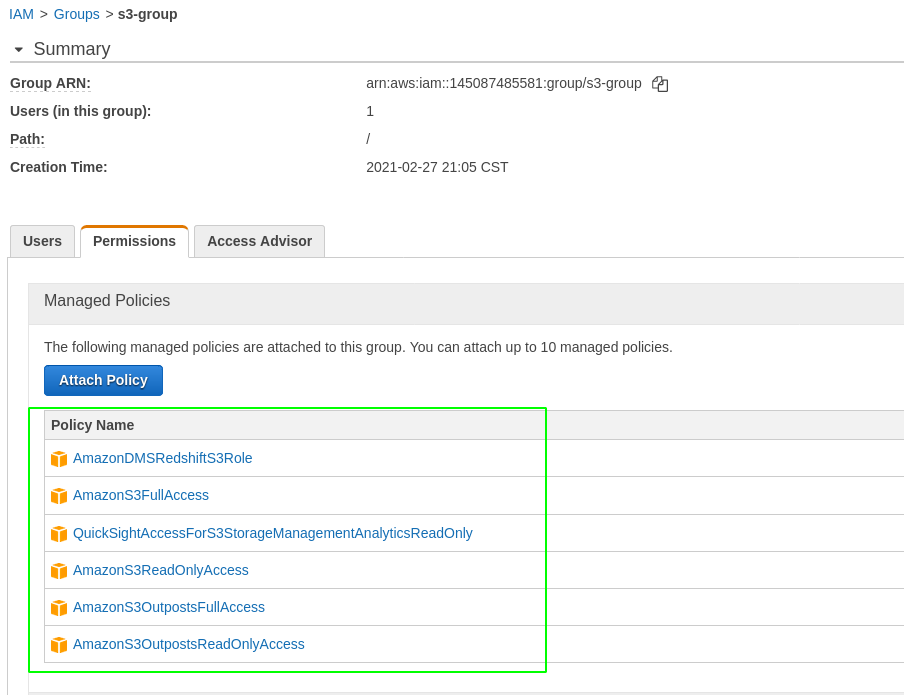 IAM > Groups > s3-group
Summary
Group ARN: arn:aws:iam::145087485581:group/s3-group
Users (in this group): 1
Path: /
Creation Time: 2021-02-27 21:05 CST
Users Permissions Access Advisor
Managed Policies
The following managed policies are attached to this group. You can attach up to 10 managed policies.
Attach Policy
Policy Name
AmazonDMSRedshiftS3Role
AmazonS3FullAccess
QuickSightAccessForS3StorageManagementAnalyticsReadOnly
AmazonS3ReadOnlyAccess
AmazonS3OutpostsFullAccess
AmazonS3OutpostsReadOnlyAccess